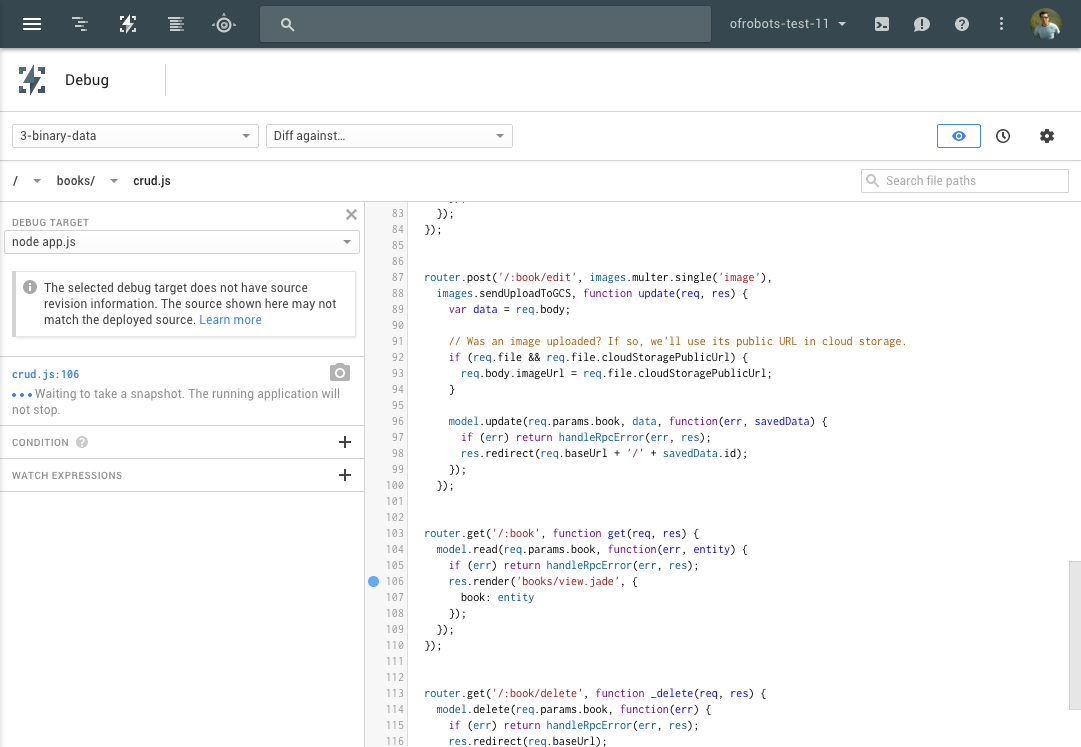 ofrobots-test-11
Debug
3-binary-data
Diff against...
/ books/ crud.js
Search file paths
DEBUG TARGET
node app.js
The selected debug target does not have source
revision information. The source shown here may not
match the deployed source. Learn more
crud.js:106
Waiting to take a snapshot. The running application will
not stop.
CONDITION
WATCH EXPRESSIONS
83 });
84 });
85
86
87 router.post('/:book/edit', images.multer.single('image'),
88 images.sendUploadToGCS, function update(req, res) {
89 var data = req.body;
90
91 // Was an image uploaded? If so, we'll use its public URL in cloud storage.
92 if (req.file && req.file.cloudStoragePublicUrl) {
93 req.body.imageUrl = req.file.cloudStoragePublicUrl;
94 }
95
96 model.update(req.params.book, data, function(err, savedData) {
97 if (err) return handleRpcError(err, res);
98 res.redirect(req.baseUrl + '/' + savedData.id);
99 });
100 });
101
102
103 router.get('/:book', function get(req, res) {
104 model.read(req.params.book, function(err, entity) {
105 if (err) return handleRpcError(err, res);
106 res.render('books/view.jade', {
107 book: entity
108 });
109 });
110 });
111
112
113 router.get('/:book/delete', function _delete(req, res) {
114 model.delete(req.params.book, function(err) {
115 if (err) return handleRpcError(err, res);
116 res.redirect(req.baseUrl);